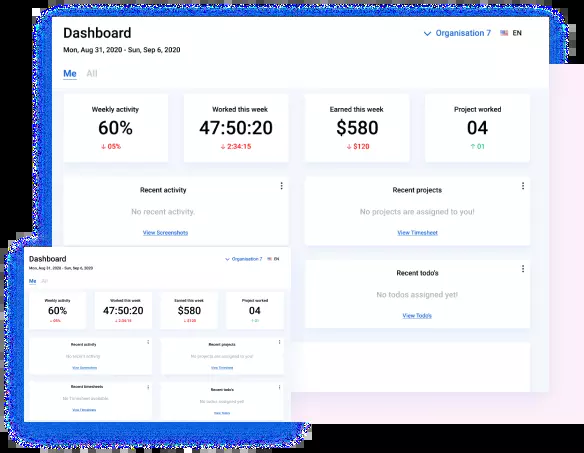 Dashboard
Organisation 7 EN
Mon, Aug 31, 2020 - Sun, Sep 6, 2020
Me All
Weekly activity Worked this week Earned this week Project worked
60% 47:50:20 $580 04
↓ 05% ↓ 2:34:15 ↓ $120 ↑ 01
Recent activity Recent projects
No recent activity. No projects are assigned to you!
View Screenshots View Timesheet
Recent todo's
No todos assigned yet!
View Todo's
Dashboard
Organisation 7 EN
Mon, Aug 31, 2020 - Sun, Sep 6, 2020
Me All
Weekly activity Worked this week Earned this week Project worked
60% 47:50:20 $580 04
↓ 05% ↓ 2:34:15 ↓ $120 ↑ 01
Recent activity Recent projects
No recent activity. No projects are assigned to you!
View Screenshots View Timesheet
Recent timesheets Recent todo's
available. No todos assigned yet!
View Timesheets View Todo's